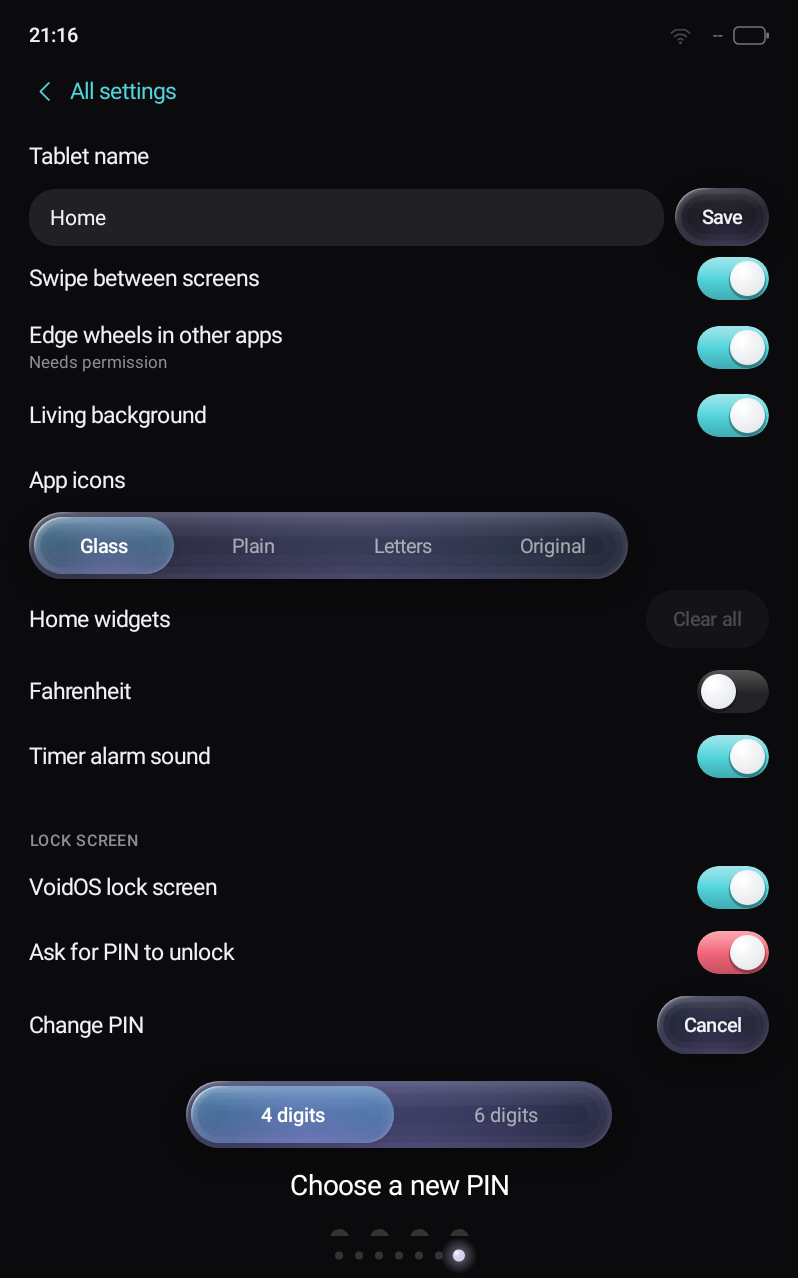 21:16
--
All settings
Tablet name
Home
Save
Swipe between screens
Edge wheels in other apps
Needs permission
Living background
App icons
Glass Plain Letters Original
Home widgets
Clear all
Fahrenheit
Timer alarm sound
LOCK SCREEN
VoidOS lock screen
Ask for PIN to unlock
Change PIN
Cancel
4 digits 6 digits
Choose a new PIN